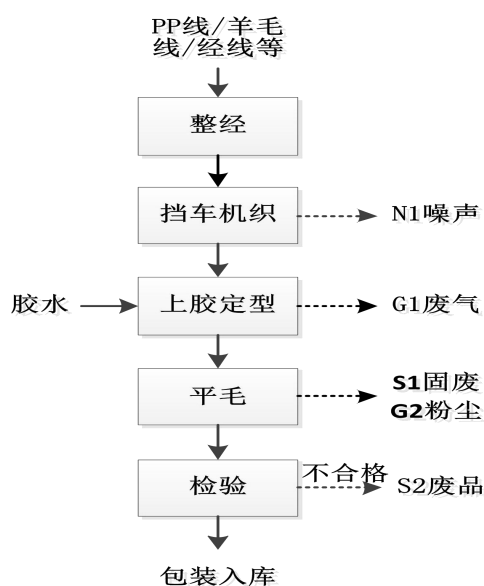 PP线/羊毛
线/经线等
整经
挡车机织
N1噪声
胶水
上胶定型
G1废气
平毛
S1固废
G2粉尘
检验
不合格
S2废品
包装入库